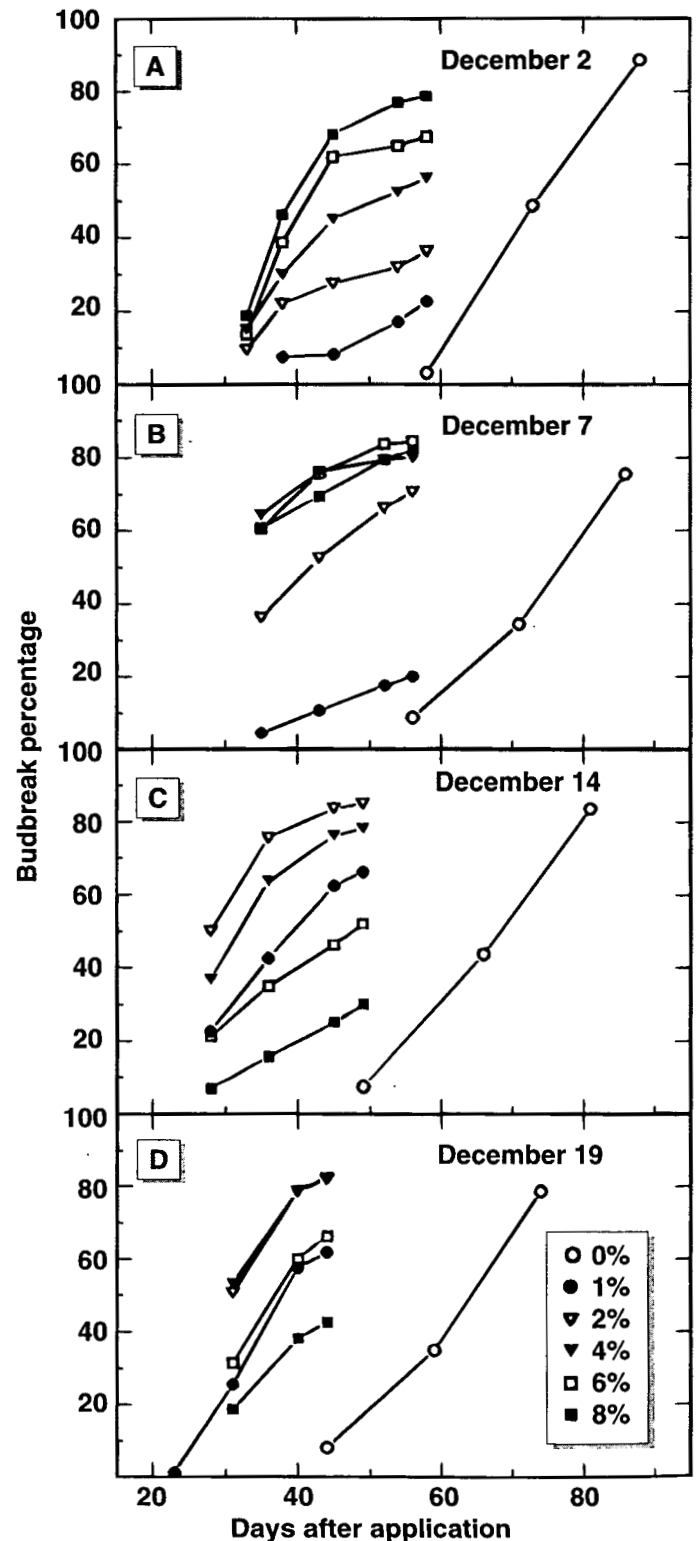 100
A
December 2
80
60
40
20
100
B
December 7
80
60
40
20
100
C
December 14
80
60
40
20
100
D
December 19
80
60
40
20
0%
1%
2%
4%
6%
8%
20 40 60 80
Days after application
Budbreak percentage